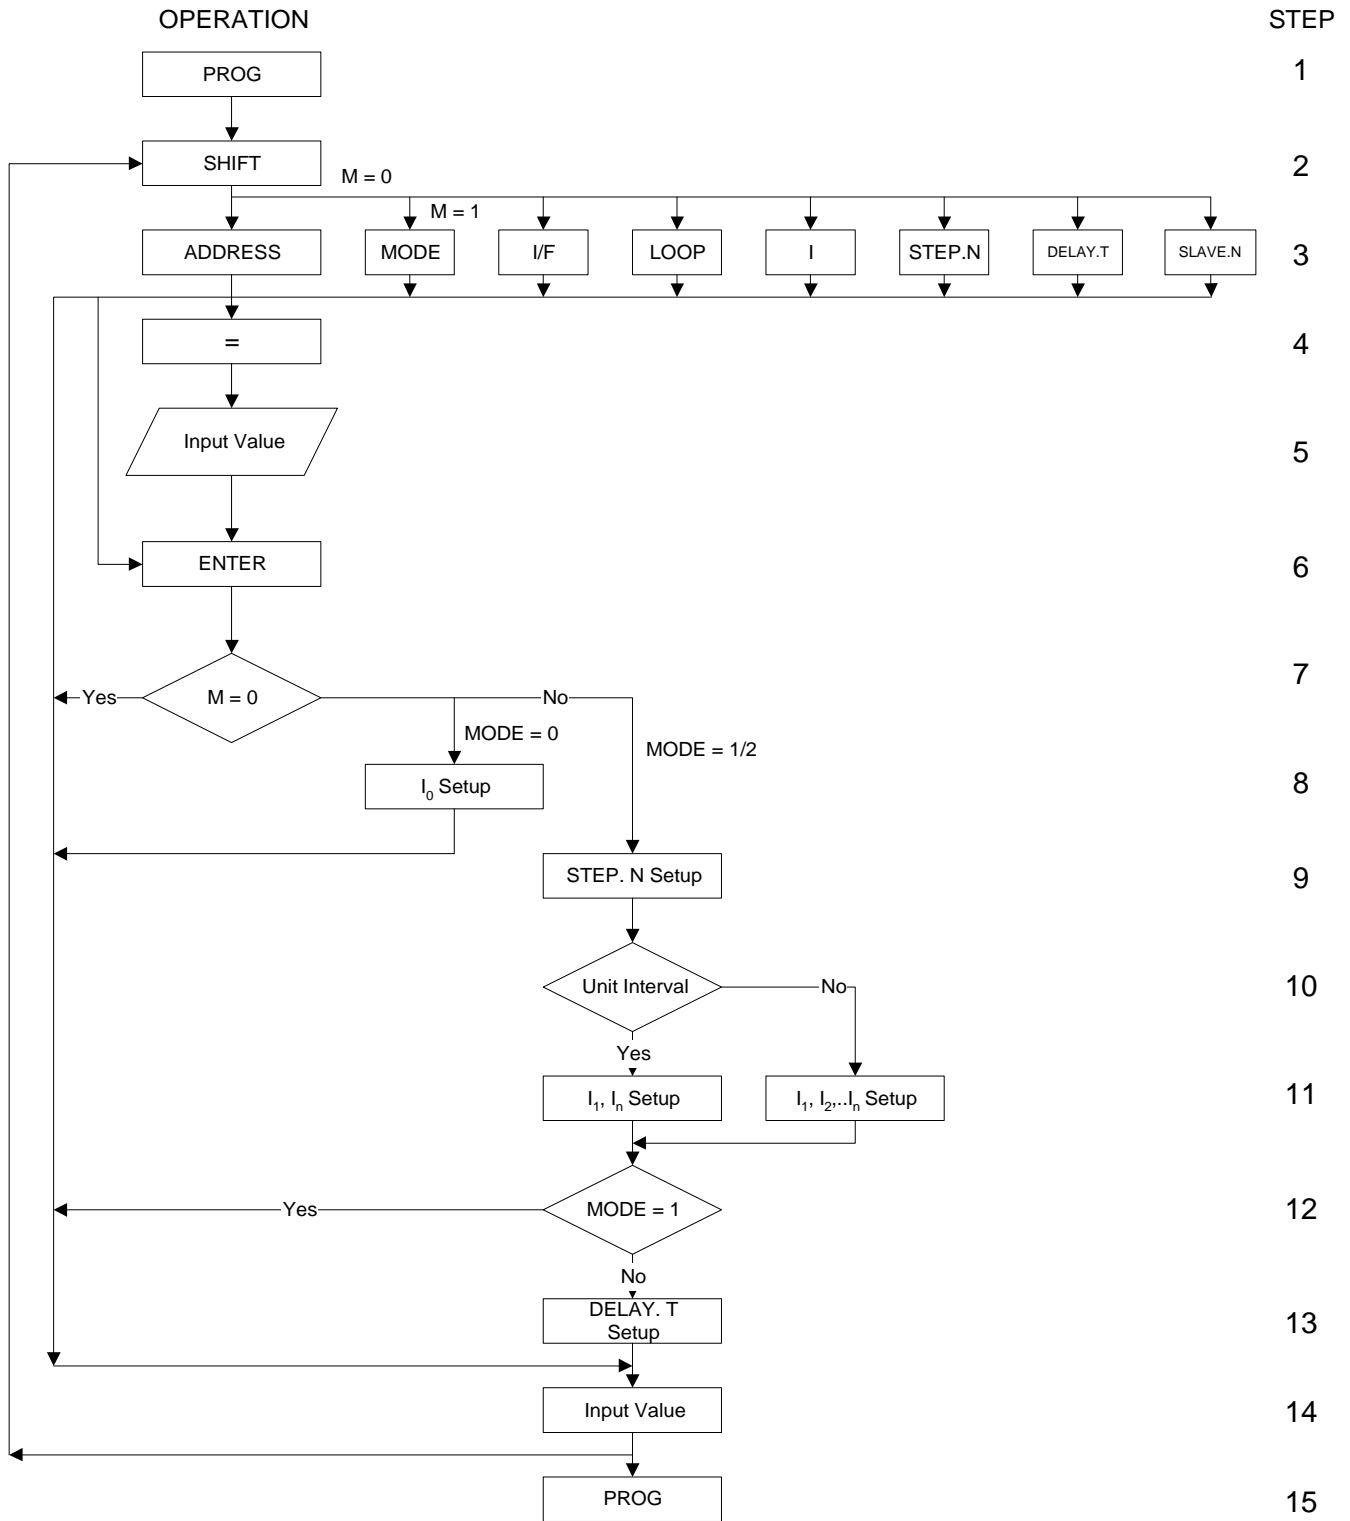 OPERATION STEP
PROG 1
SHIFT 2
M = 0
M = 1
ADDRESS MODE I/F LOOP I STEP.N DELAY.T SLAVE.N 3
= 4
Input Value 5
ENTER 6
7
Yes M = 0 No
MODE = 0
MODE = 1/2
I0 Setup 8
STEP. N Setup 9
Unit Interval No 10
Yes
I1, In Setup I1, I2,..In Setup 11
Yes MODE = 1 12
No
DELAY. T
Setup 13
Input Value 14
PROG 15